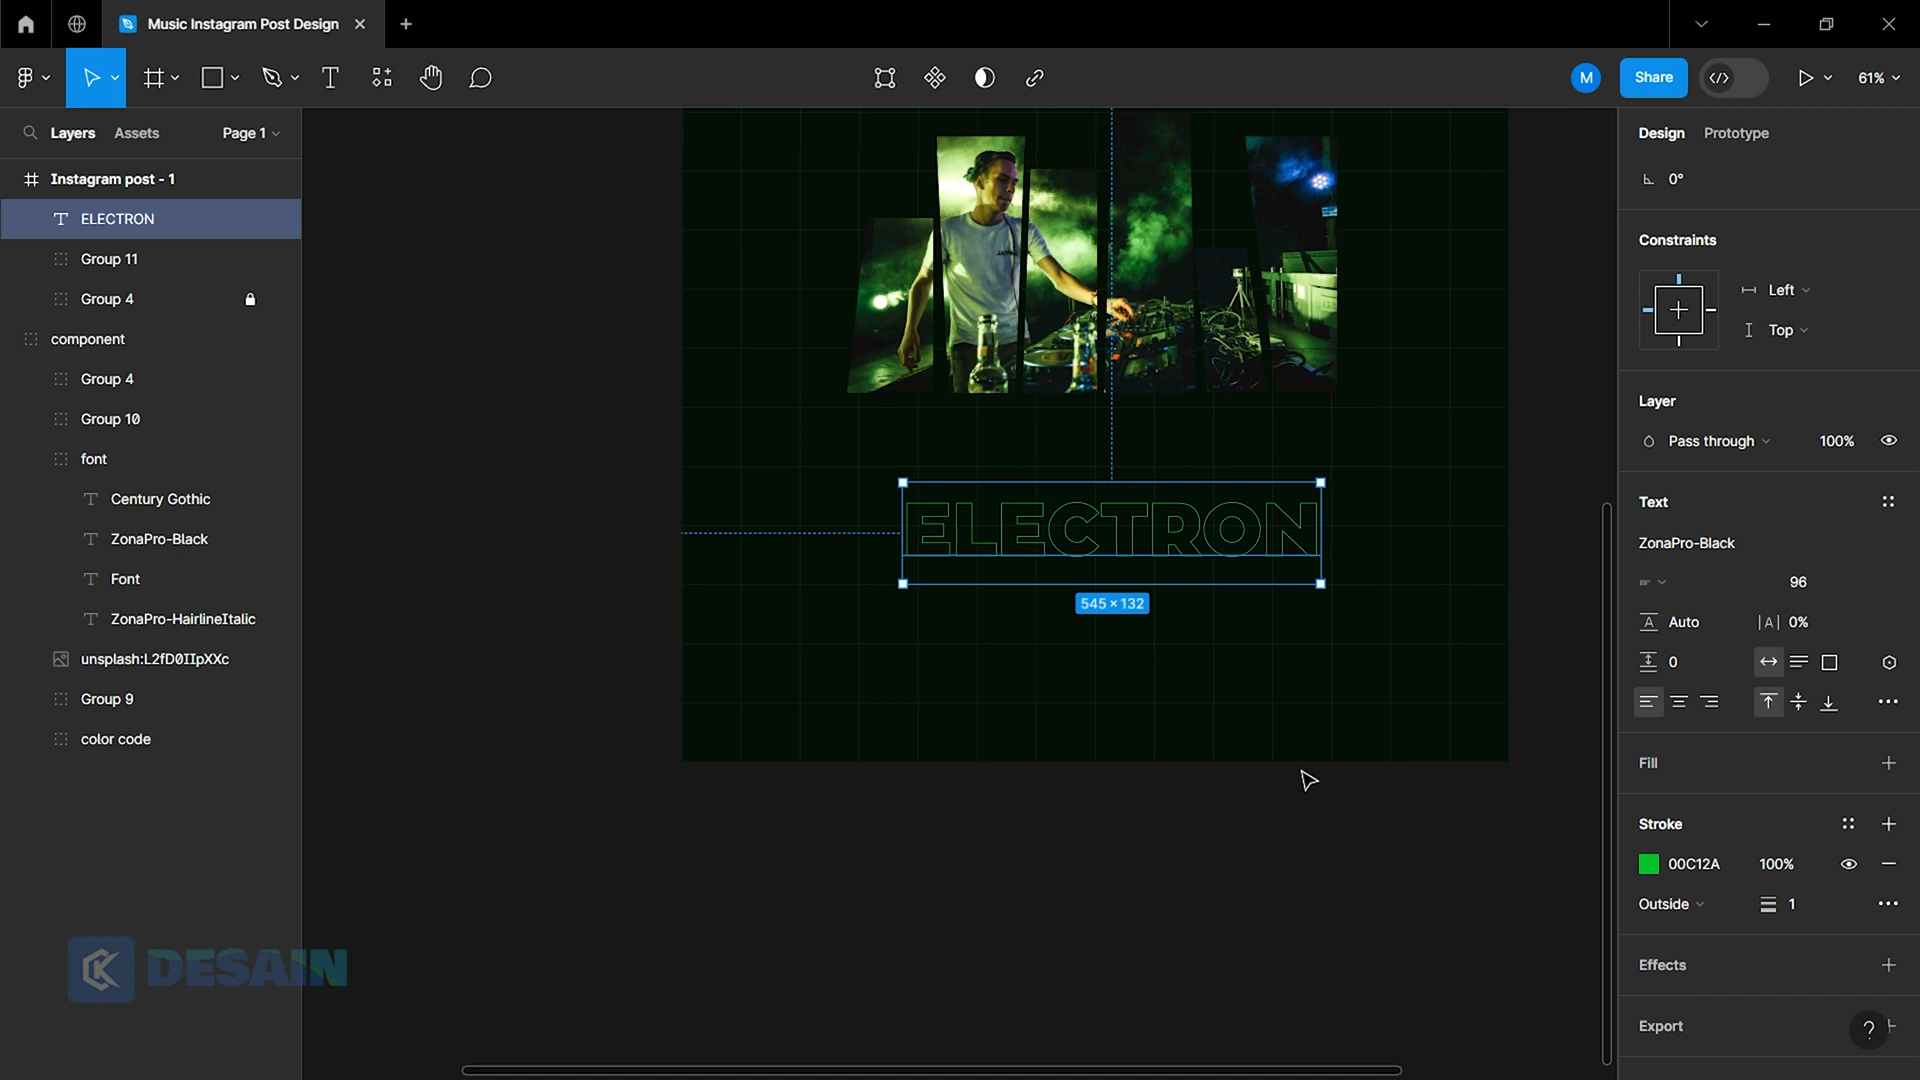 Music Instagram Post Design
M
Share
61%
Layers
Assets
Page 1
Instagram post - 1
ELECTRON
Group 11
Group 4
component
Group 4
Group 10
font
Century Gothic
ZonaPro-Black
Font
ZonaPro-HairlineItalic
unsplash:L2fD0IIpXXc
Group 9
color code
DESAIN
ELECTRON
545 × 132
Design
Prototype
0°
Constraints
Left
Top
Layer
Pass through
100%
Text
ZonaPro-Black
96
Auto
0%
0
Fill
Stroke
00C12A
100%
Outside
1
Effects
Export
?